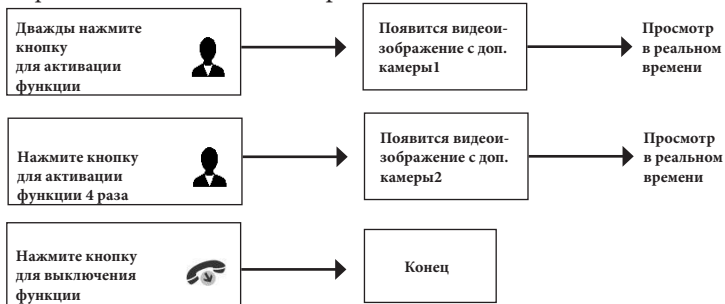 Дважды нажмите
кнопку
для активации
функции
Появится видеои-
зображение с доп.
камеры1
Просмотр
в реальном
времени
Нажмите кнопку
для активации
функции 4 раза
Появится видеои-
зображение с доп.
камеры2
Просмотр
в реальном
времени
Нажмите кнопку
для выключения
функции
Конец